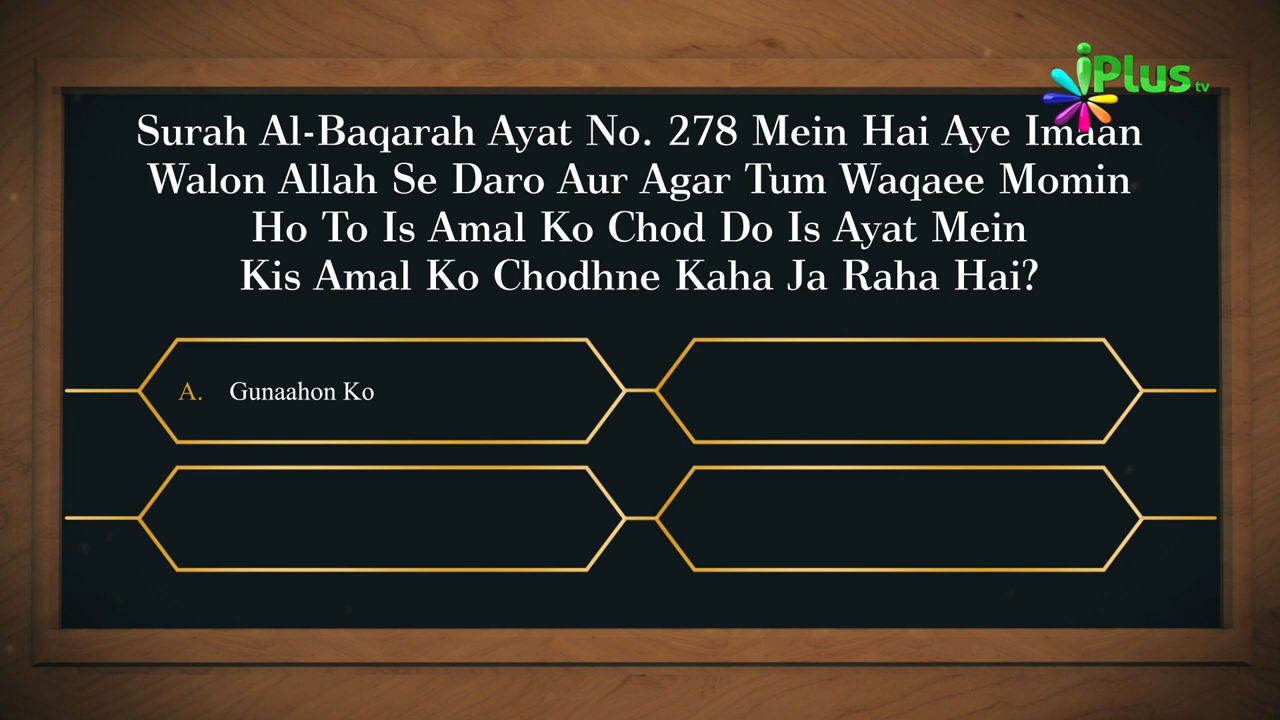 iPlus tv
Surah Al-Baqarah Ayat No. 278 Mein Hai Aye Imaan
Walon Allah Se Daro Aur Agar Tum Waqaee Momin
Ho To Is Amal Ko Chod Do Is Ayat Mein
Kis Amal Ko Chodhne Kaha Ja Raha Hai?
A. Gunaahon Ko